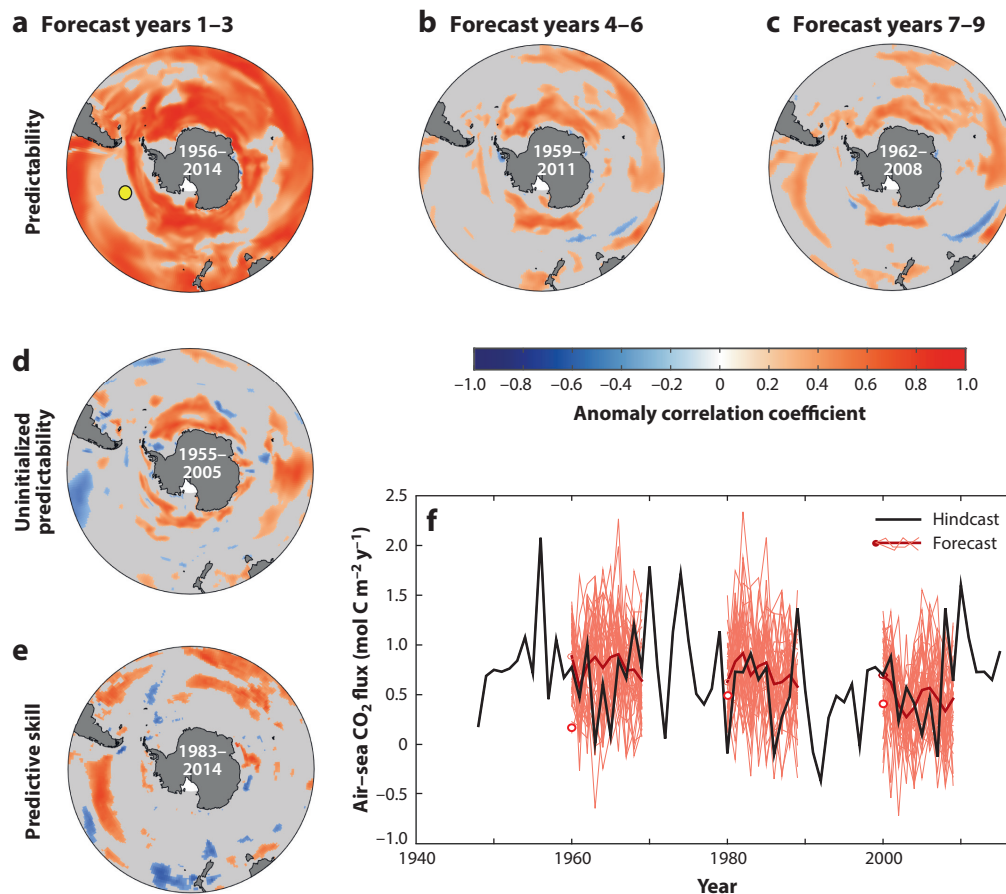 a Forecast years 1–3
b Forecast years 4–6
c Forecast years 7–9
Predictability
1956–
2014
1959–
2011
1962–
2008
−1.0 −0.8 −0.6 −0.4 −0.2 0 0.2 0.4 0.6 0.8 1.0
Anomaly correlation coefficient
d
Uninitialized
predictability
1955–
2005
e
Predictive skill
1983–
2014
f
Hindcast
Forecast
Air–sea CO₂ flux (mol C m⁻² y⁻¹)
2.5
2.0
1.5
1.0
0.5
0
−0.5
−1.0
1940 1960 1980 2000
Year